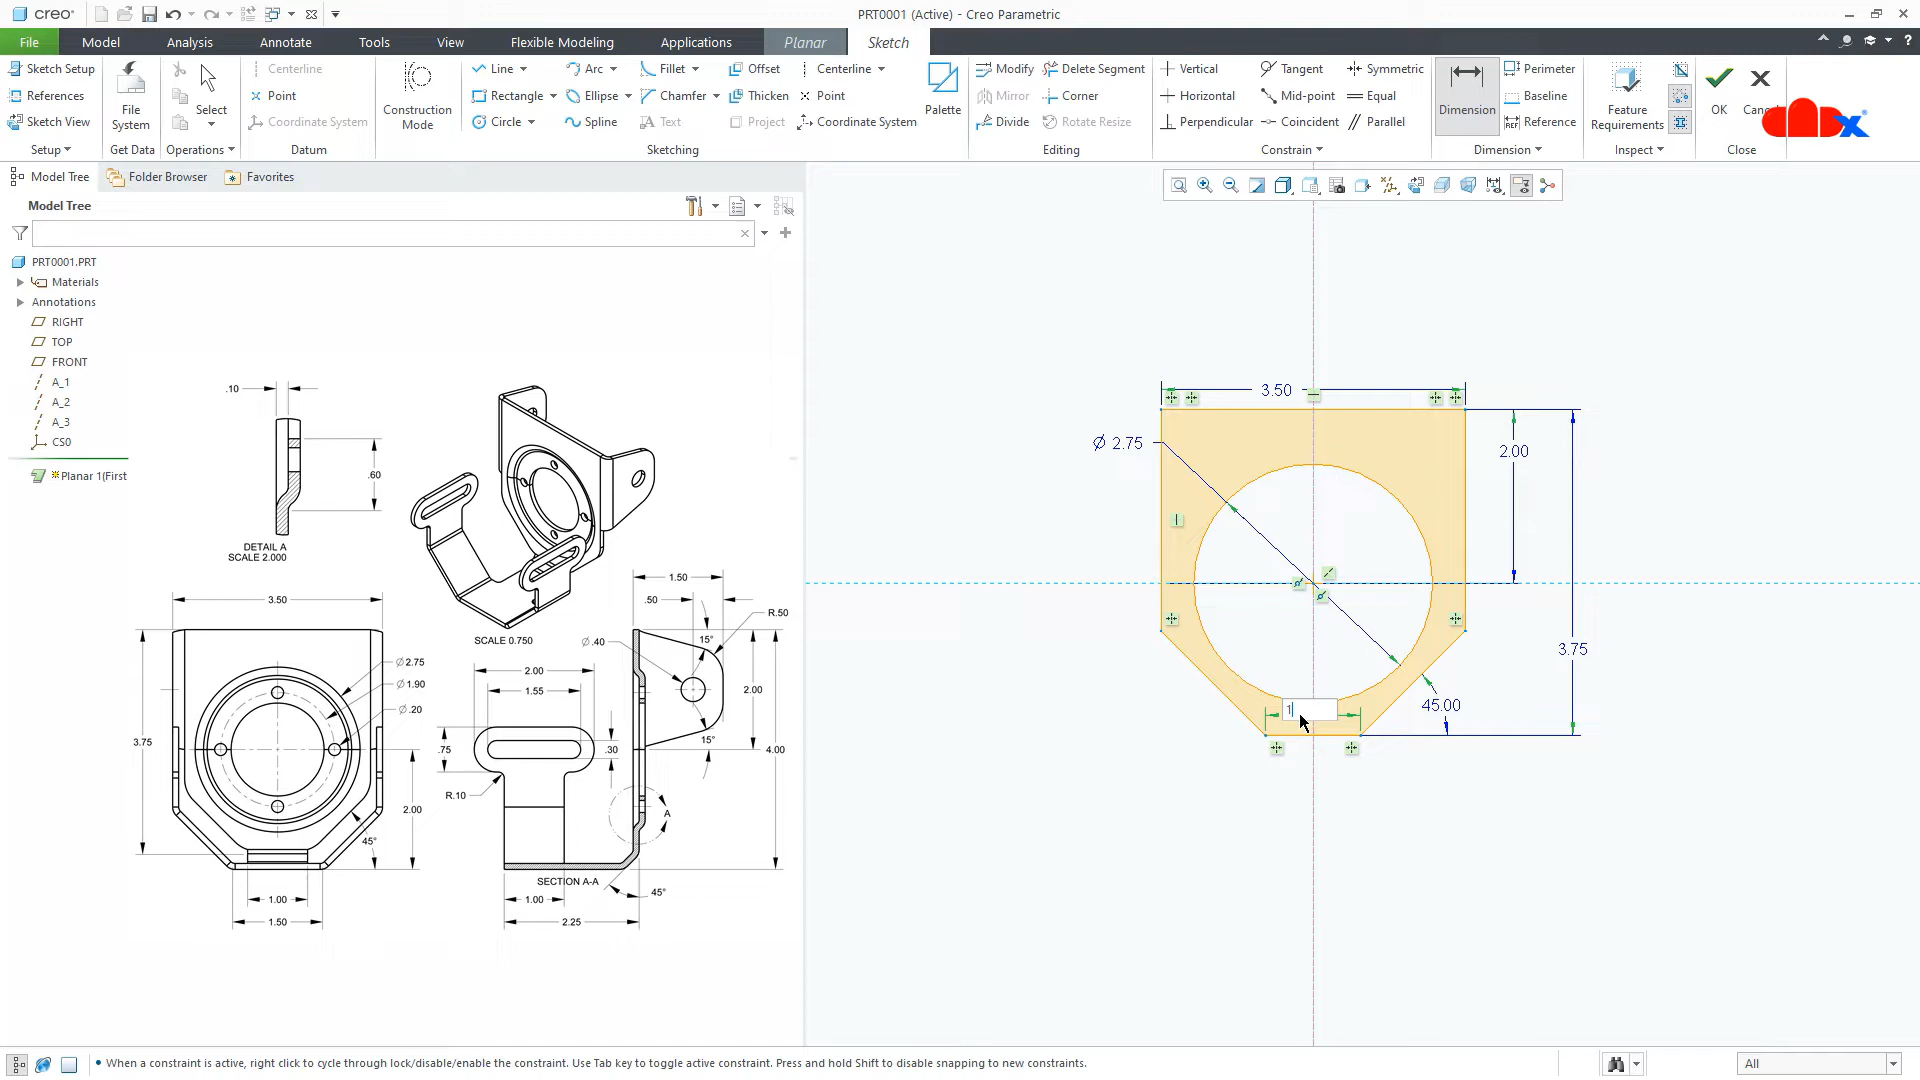 creo
PRT0001 (Active) - Creo Parametric
File
Model
Analysis
Annotate
Tools
View
Flexible Modeling
Applications
Planar
Sketch
Sketch Setup
References
Sketch View
Setup
File
System
Get Data
Select
Operations
Centerline
Point
Coordinate System
Datum
Construction
Mode
Line
Arc
Fillet
Offset
Centerline
Rectangle
Ellipse
Chamfer
Thicken
Point
Circle
Spline
Text
Project
Coordinate System
Palette
Sketching
Modify
Delete Segment
Mirror
Corner
Divide
Rotate Resize
Editing
Vertical
Tangent
Symmetric
Horizontal
Mid-point
Equal
Perpendicular
Coincident
Parallel
Constrain
Dimension
Perimeter
Baseline
Reference
Dimension
Feature
Requirements
Inspect
OK
Close
Model Tree
Folder Browser
Favorites
Model Tree
PRT0001.PRT
Materials
Annotations
RIGHT
TOP
FRONT
A_1
A_2
A_3
CS0
Planar 1(First
.10
.60
DETAIL A
SCALE 2.000
SCALE 0.750
3.50
3.75
Ø2.75
Ø1.90
Ø.20
2.00
45°
1.00
1.50
2.00
1.55
.75
.30
R.10
1.50
.50
R.50
15°
Ø.40
2.00
15°
4.00
A
SECTION A-A
45°
1.00
2.25
3.50
Ø 2.75
2.00
3.75
45.00
1
When a constraint is active, right click to cycle through lock/disable/enable the constraint. Use Tab key to toggle active constraint. Press and hold Shift to disable snapping to new constraints.
All